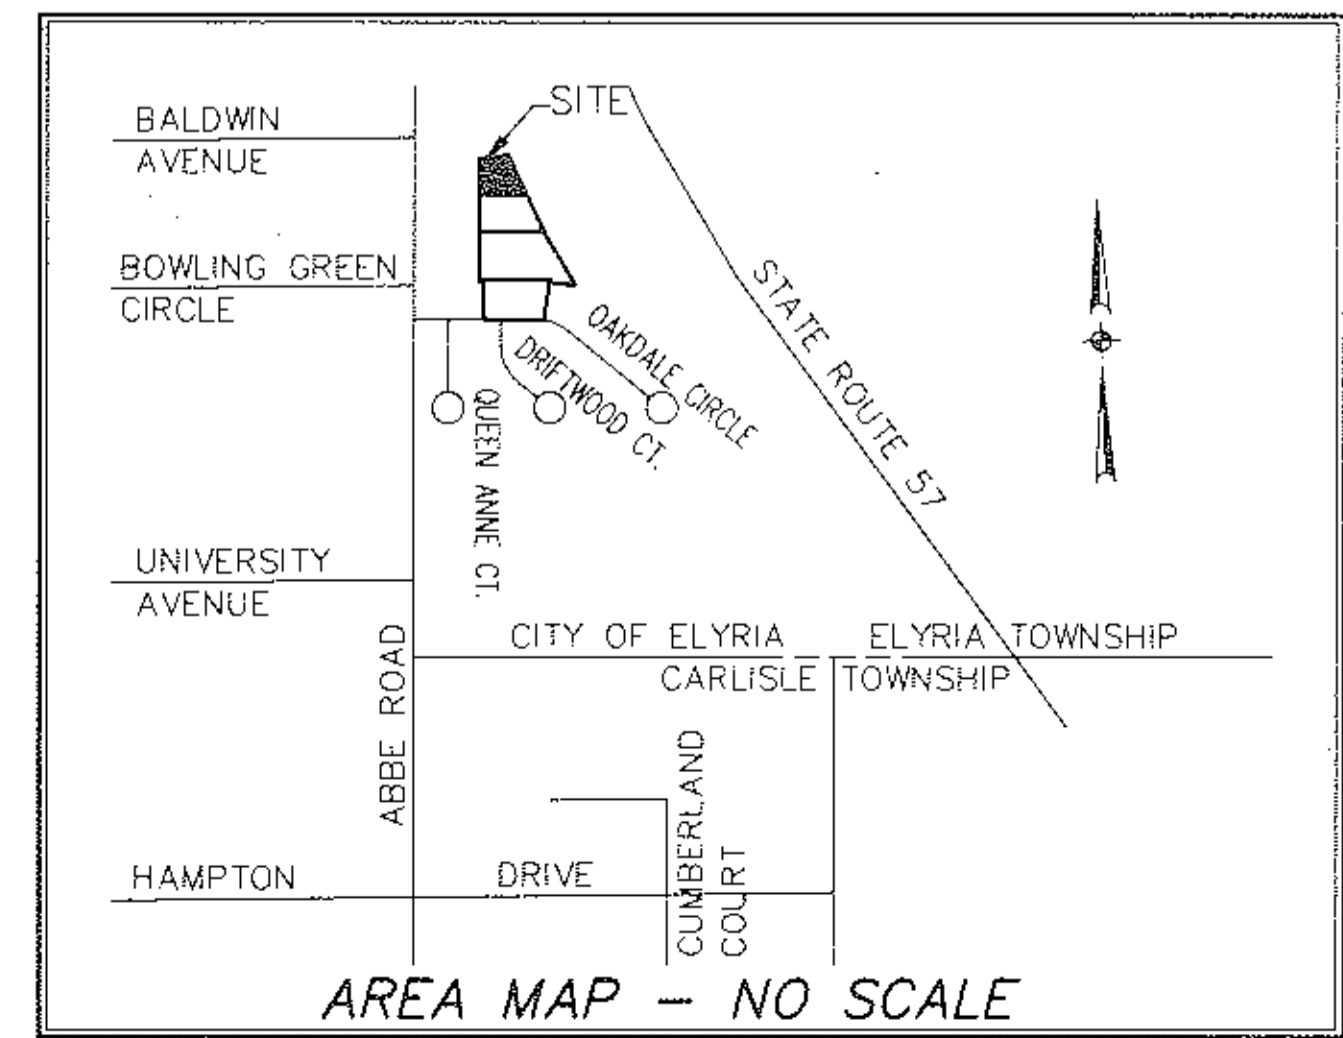 SITE
BALDWIN
AVENUE
BOWLING GREEN
CIRCLE
STATE ROUTE 57
OAKDALE CIRCLE
DRIFTWOOD CT.
QUEEN ANNE CT.
UNIVERSITY
AVENUE
CITY OF ELYRIA
ELYRIA TOWNSHIP
CARLISLE TOWNSHIP
ABBE ROAD
CUMBERLAND
COURT
HAMPTON DRIVE
AREA MAP - NO SCALE